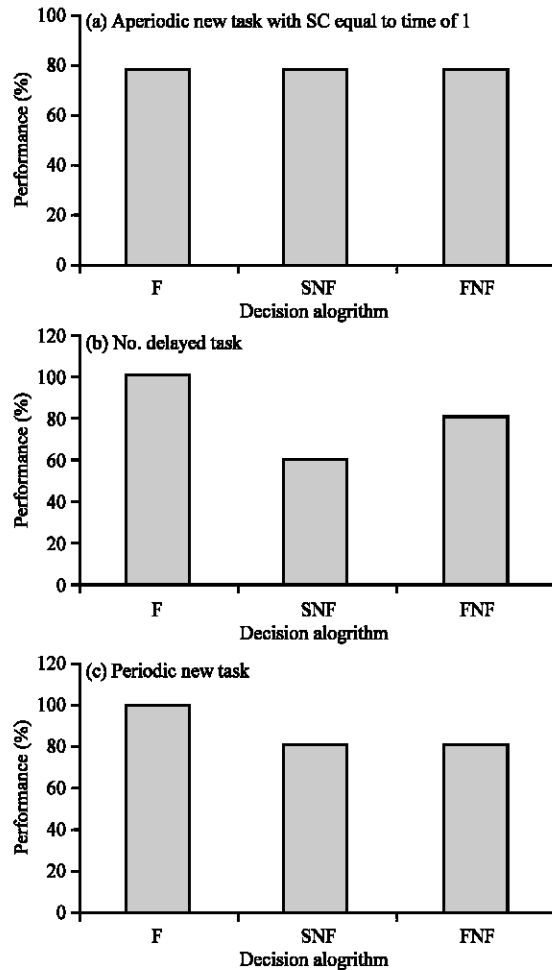 (a) Aperiodic new task with SC equal to time of 1
Performance (%)
100
80
60
40
20
0
F SNF FNF
Decision alogrithm
(b) No. delayed task
Performance (%)
120
100
80
60
40
20
0
F SNF FNF
Decision alogrithm
(c) Periodic new task
Performance (%)
120
100
80
60
40
20
0
F SNF FNF
Decision alogrithm